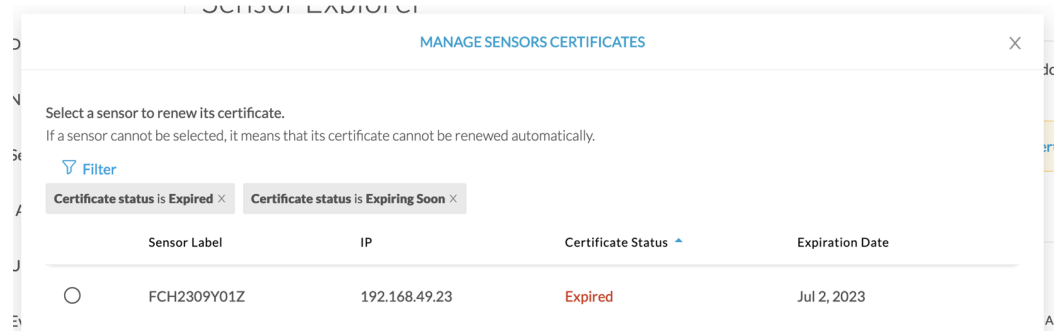 Sensor Explorer
MANAGE SENSORS CERTIFICATES
Select a sensor to renew its certificate.
If a sensor cannot be selected, it means that its certificate cannot be renewed automatically.
Filter
Certificate status is Expired × Certificate status is Expiring Soon ×
Sensor Label IP Certificate Status Expiration Date
FCH2309Y01Z 192.168.49.23 Expired Jul 2, 2023